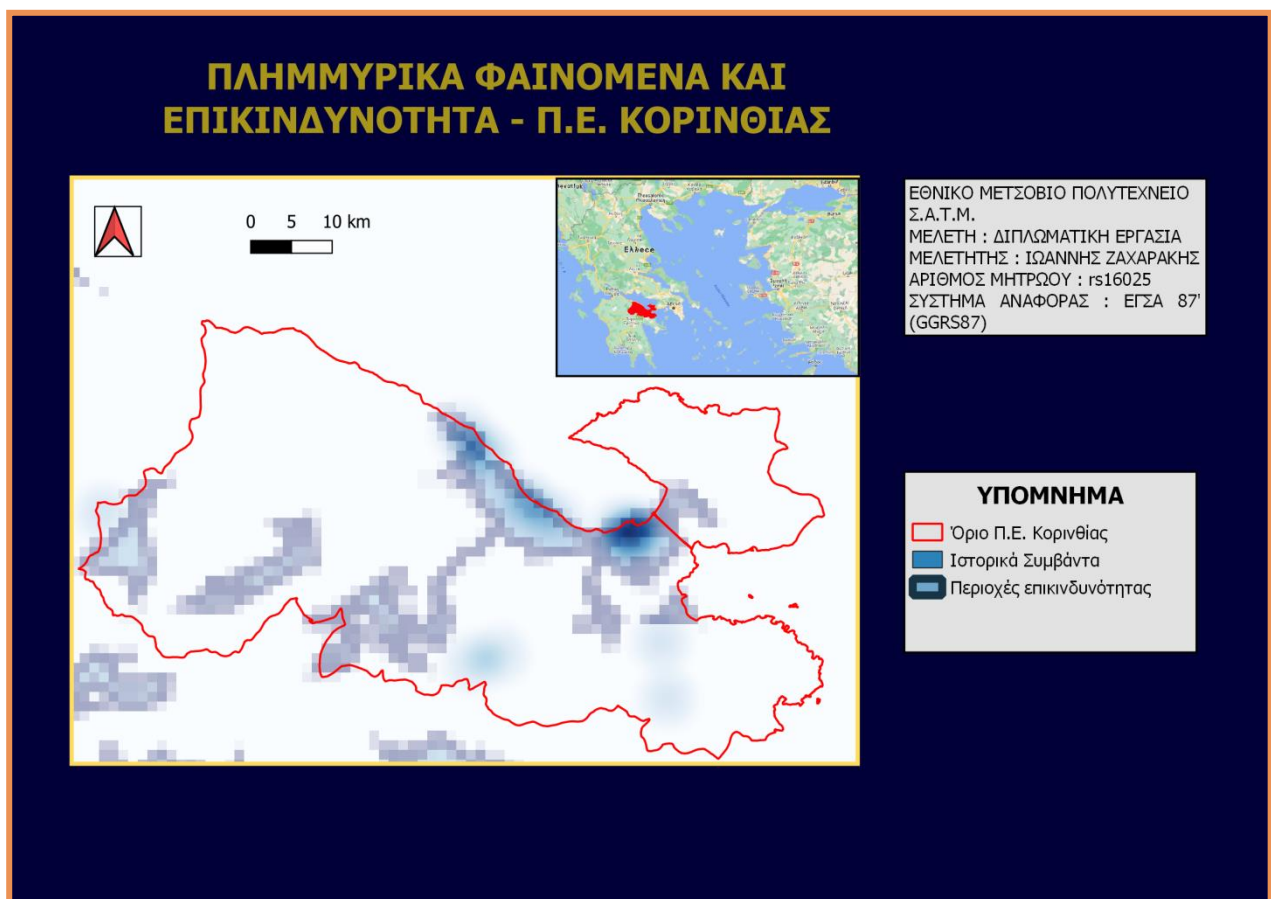 ΠΛΗΜΜΥΡΙΚΑ ΦΑΙΝΟΜΕΝΑ ΚΑΙ
ΕΠΙΚΙΝΔΥΝΟΤΗΤΑ - Π.Ε. ΚΟΡΙΝΘΙΑΣ
0 5 10 km
Ελλάς
ΕΘΝΙΚΟ ΜΕΤΣΟΒΙΟ ΠΟΛΥΤΕΧΝΕΙΟ
Σ.Α.Τ.Μ.
ΜΕΛΕΤΗ : ΔΙΠΛΩΜΑΤΙΚΗ ΕΡΓΑΣΙΑ
ΜΕΛΕΤΗΤΗΣ : ΙΩΑΝΝΗΣ ΖΑΧΑΡΑΚΗΣ
ΑΡΙΘΜΟΣ ΜΗΤΡΩΟΥ : rs16025
ΣΥΣΤΗΜΑ ΑΝΑΦΟΡΑΣ : ΕΓΣΑ 87'
(GGRS87)
ΥΠΟΜΝΗΜΑ
Όριο Π.Ε. Κορινθίας
Ιστορικά Συμβάντα
Περιοχές επικινδυνότητας